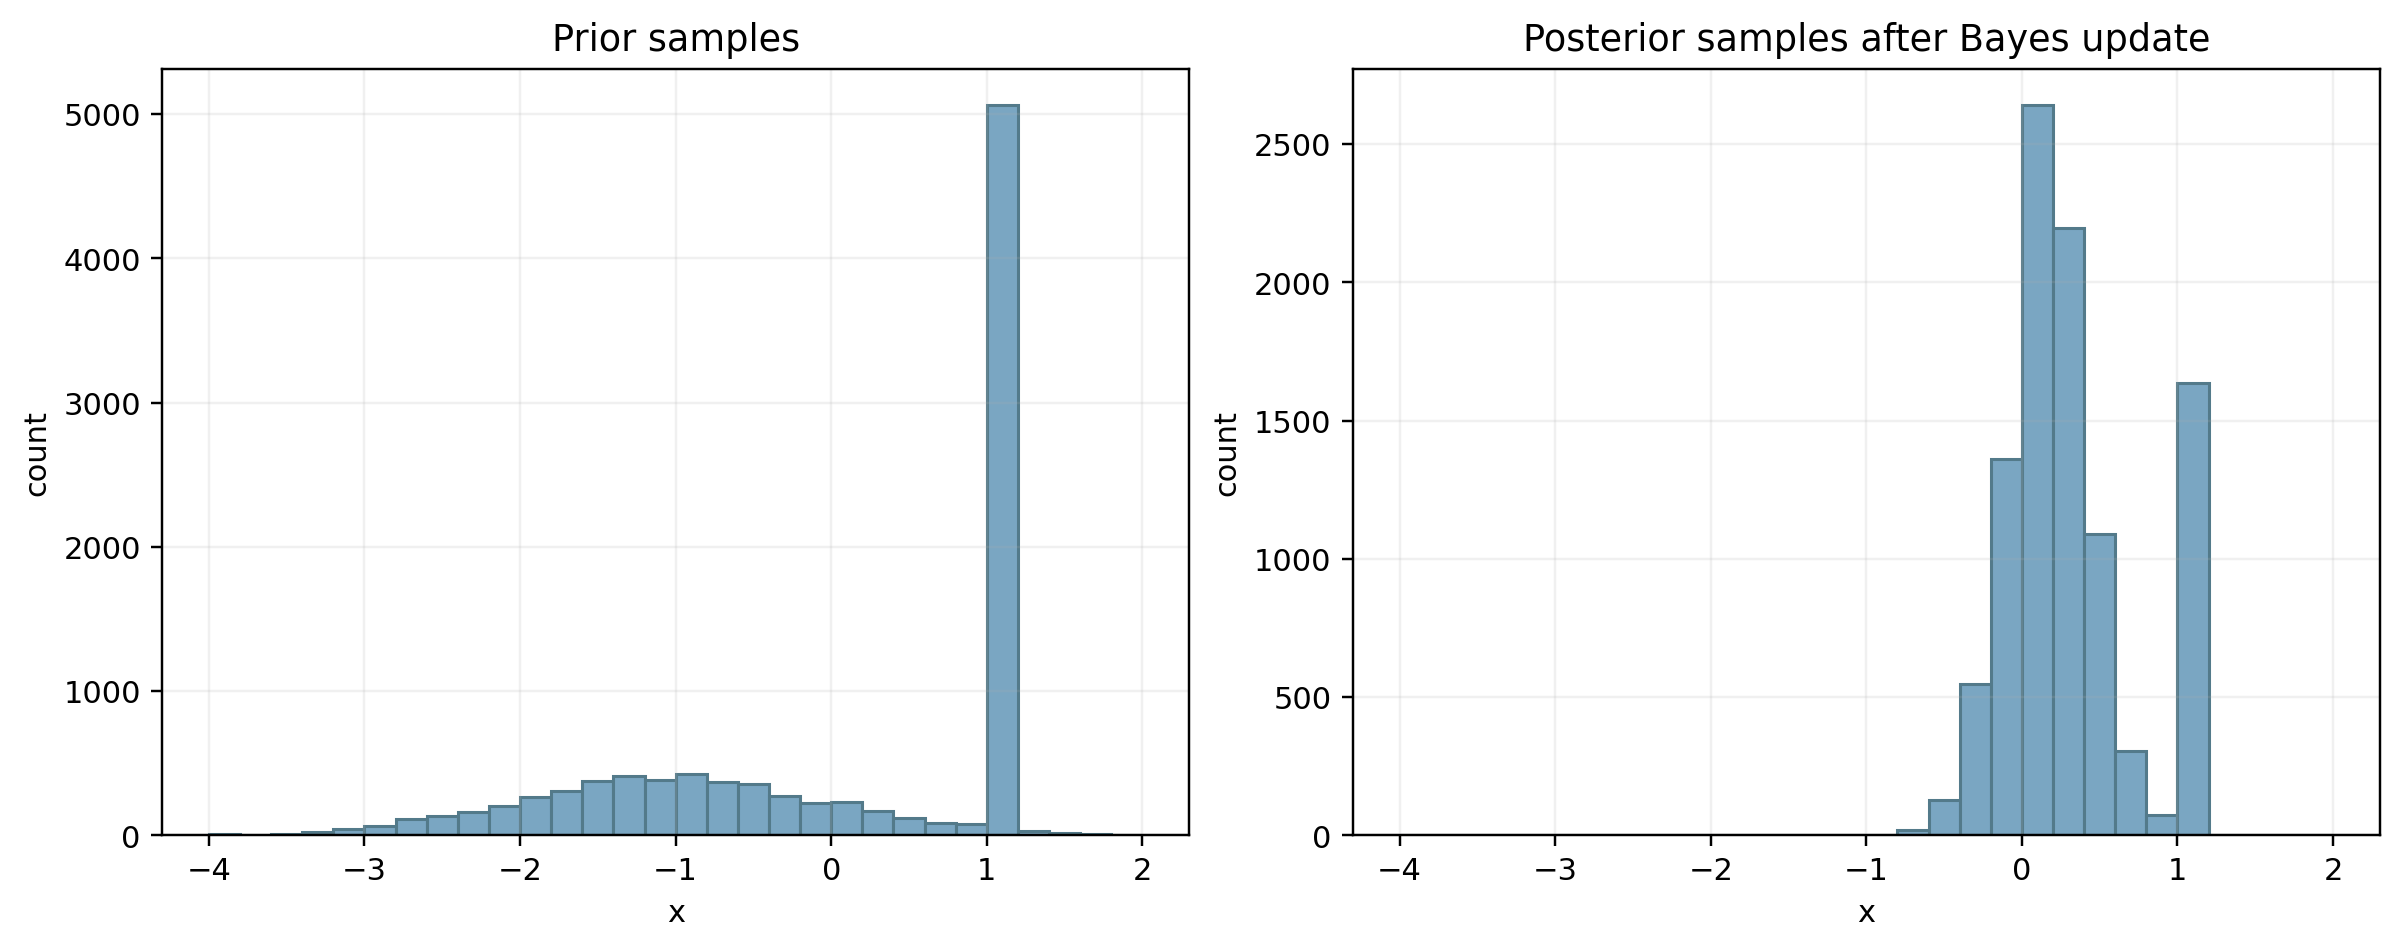 Prior samples
5000
4000
3000
2000
1000
0
count
−4 −3 −2 −1 0 1 2
x
Posterior samples after Bayes update
2500
2000
1500
1000
500
0
count
−4 −3 −2 −1 0 1 2
x